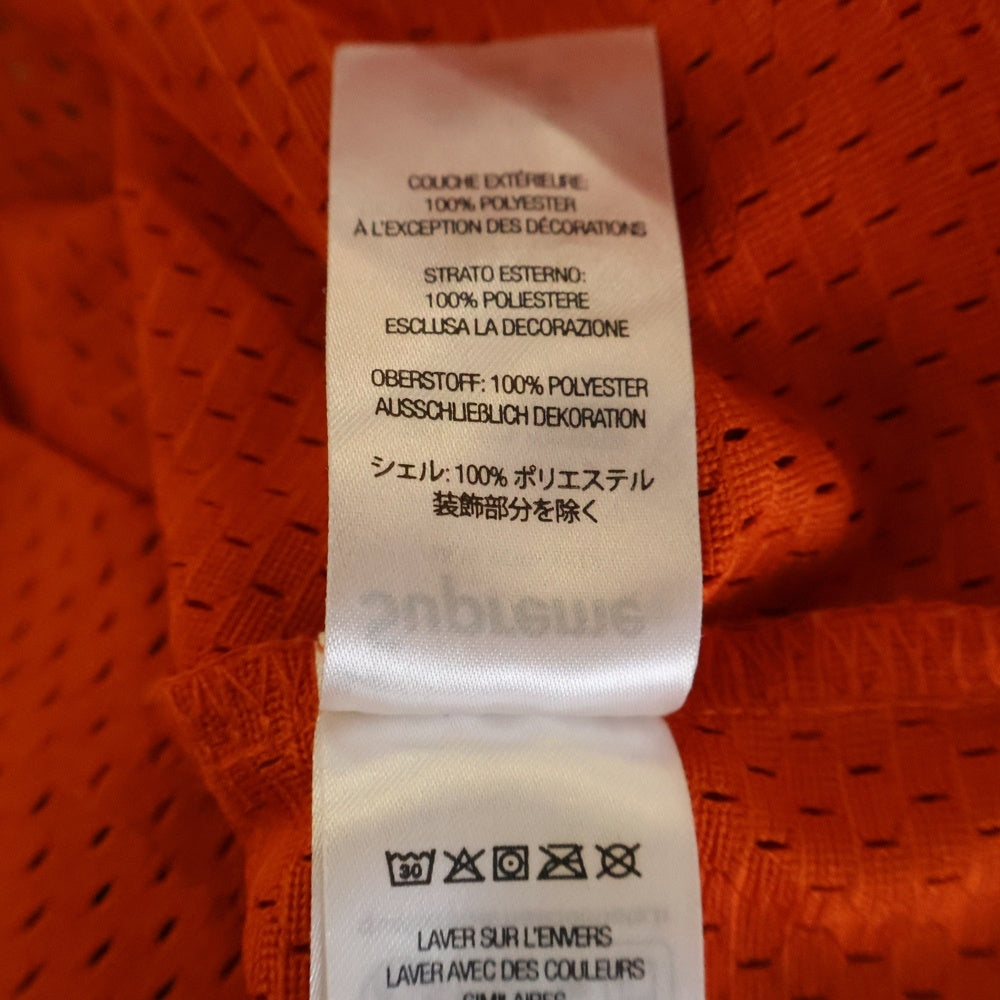 COUCHE EXTÉRIEURE:
100% POLYESTER
À L'EXCEPTION DES DÉCORATIONS
STRATO ESTERNO:
100% POLIESTERE
ESCLUSA LA DECORAZIONE
OBERSTOFF: 100% POLYESTER
AUSSCHLIEßLICH DEKORATION
シェル: 100% ポリエステル
装飾部分を除く
Supreme
30
LAVER SUR L'ENVERS
LAVER AVEC DES COULEURS
SIMILAIRES